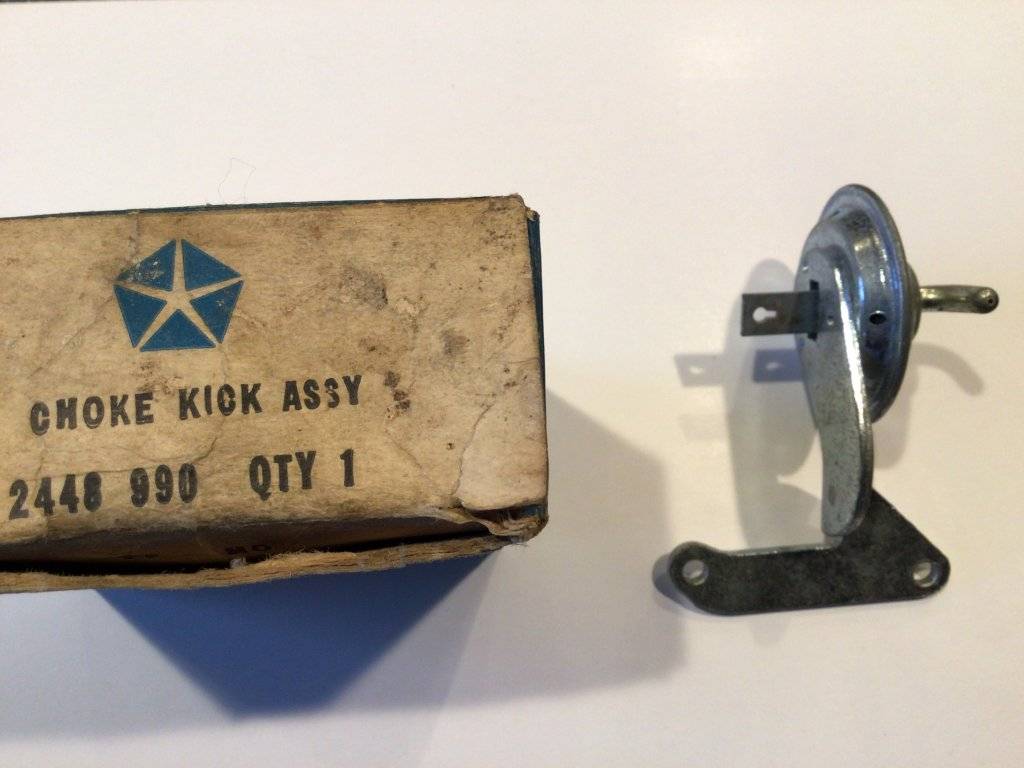 CHOKE KICK ASSY
2448 990 QTY 1